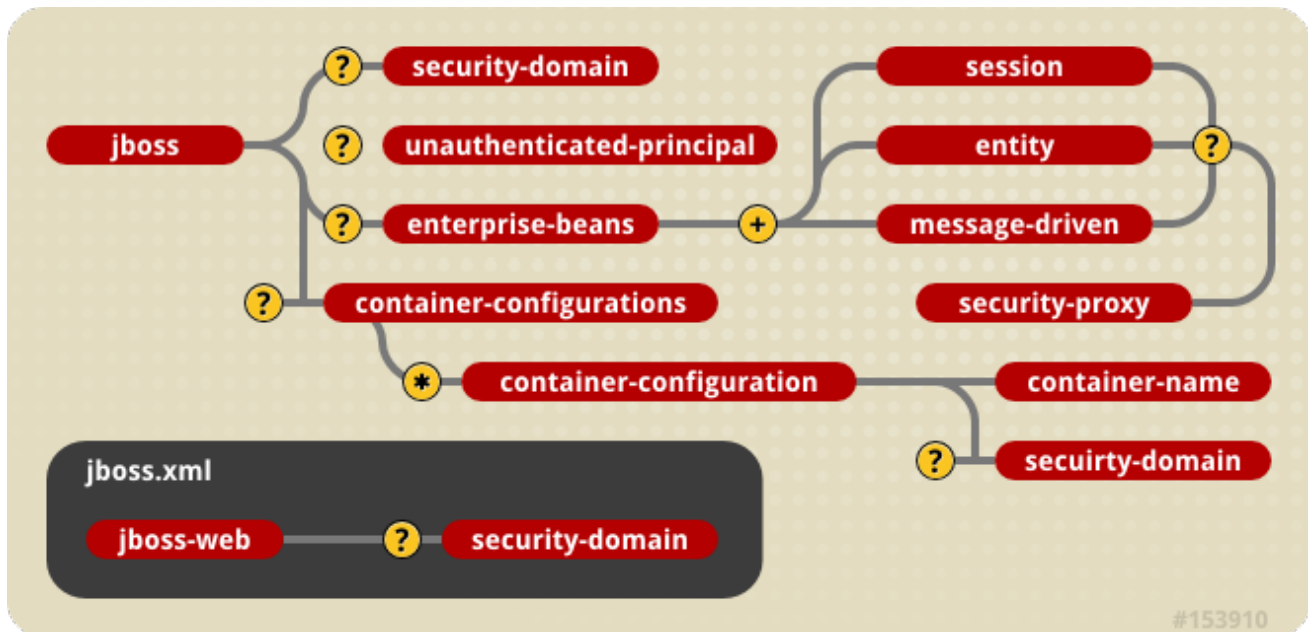 ? security-domain session
jboss ? unauthenticated-principal entity ?
? enterprise-beans + message-driven
? container-configurations security-proxy
* container-configuration container-name
? secuirty-domain
jboss.xml
jboss-web ? security-domain
#153910